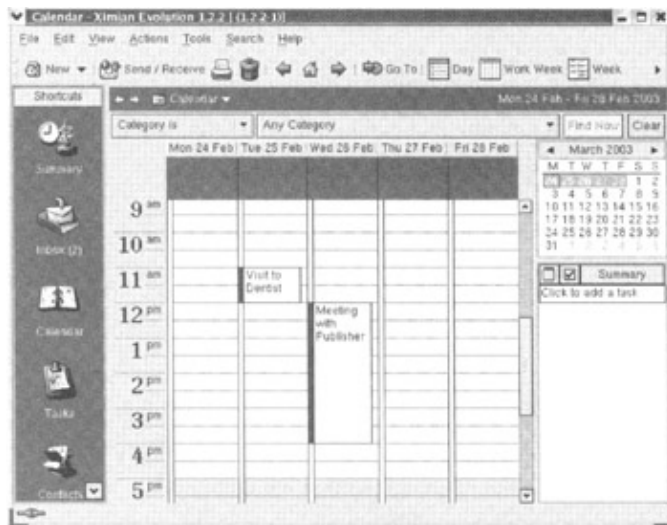 Calendar - Ximian Evolution 1.2.2 [ (1.2.2-1)]
File Edit View Actions Tools Search Help
New Send / Receive Go To Day Work Week Week
Shortcuts
Calendar Mon 24 Feb - Fri 28 Feb 2003
Category is Any Category Find Now Clear
Summary
Inbox (2)
Calendar
Tasks
Contacts
Mon 24 Feb Tue 25 Feb Wed 26 Feb Thu 27 Feb Fri 28 Feb
9 am
10 am
11 am
Visit to
Dentist
12 pm
Meeting
with
Publisher
1 pm
2 pm
3 pm
4 pm
5 pm
March 2003
M T W T F S S
1 2
3 4 5 6 7 8 9
10 11 12 13 14 15 16
17 18 19 20 21 22 23
24 25 26 27 28 29 30
31
Summary
Click to add a task